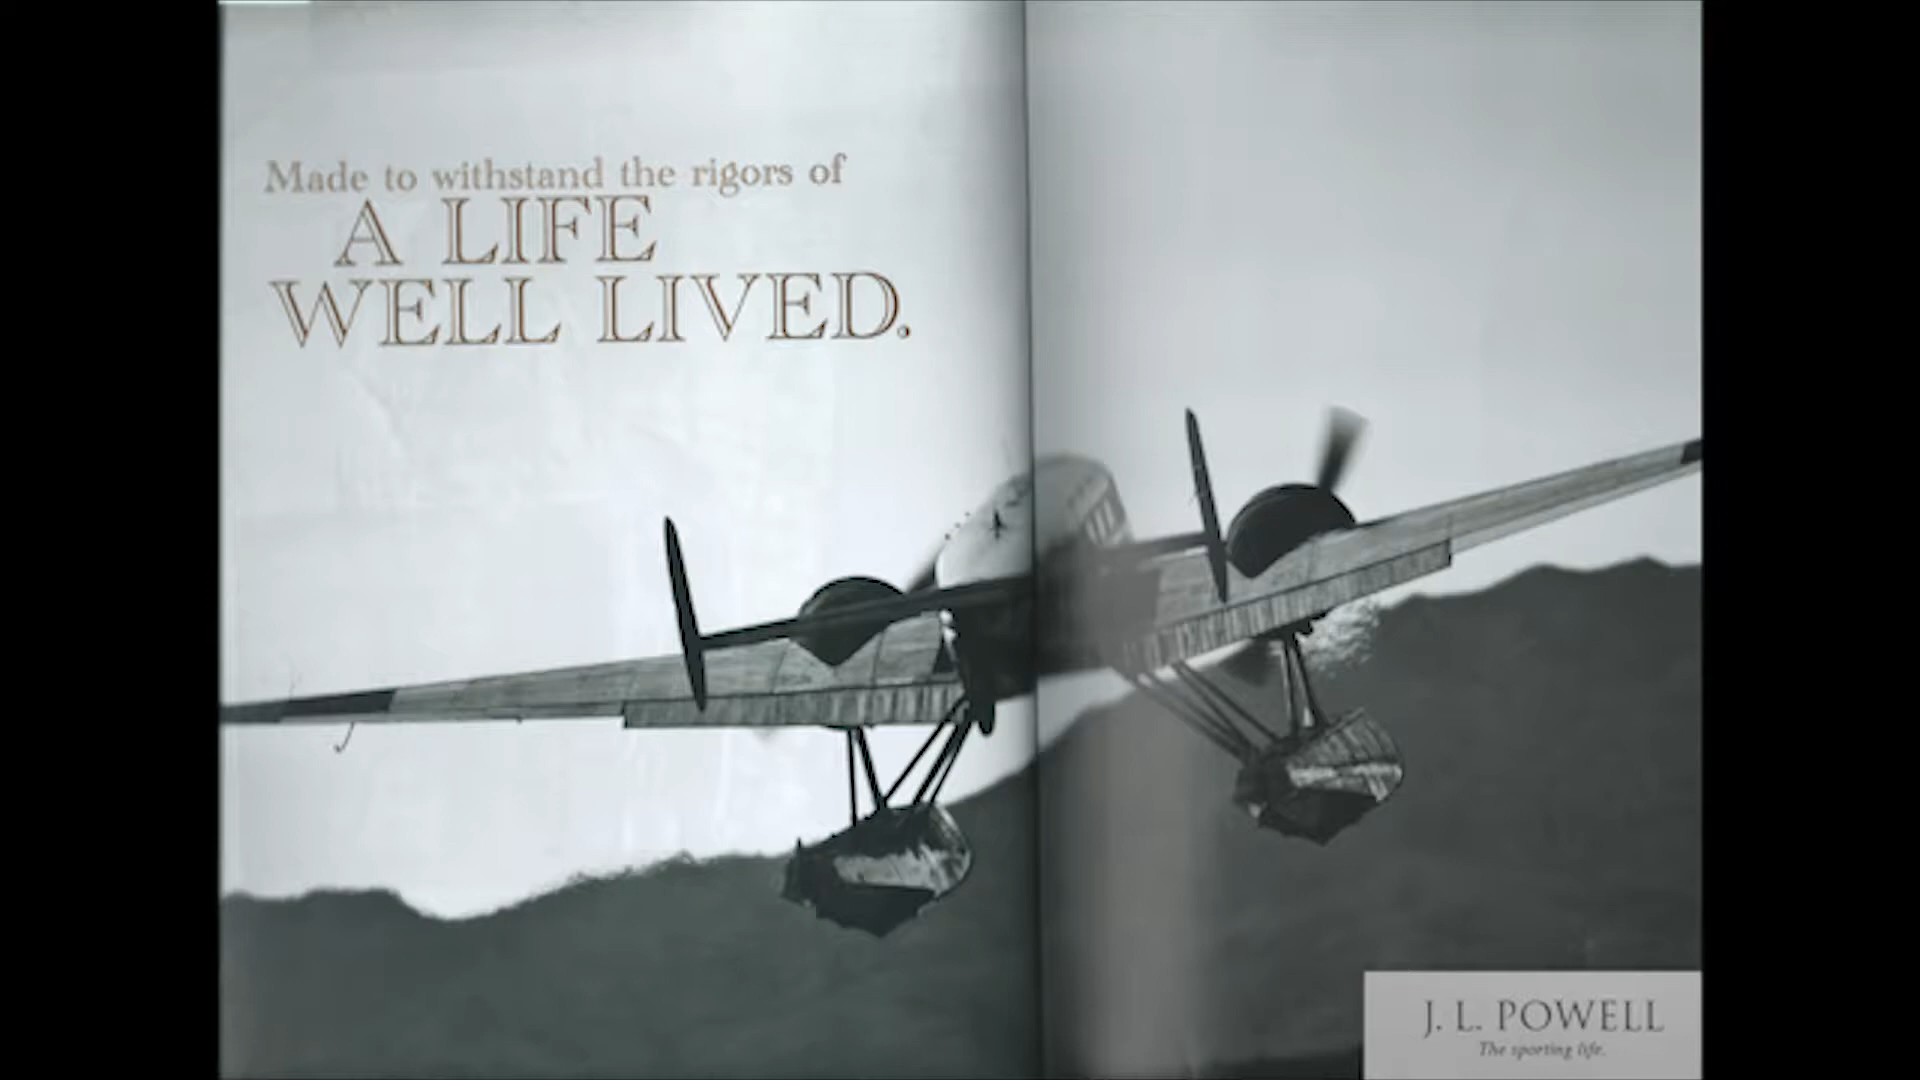 Made to withstand the rigors of
A LIFE
WELL LIVED.
J. L. POWELL
The sporting life.